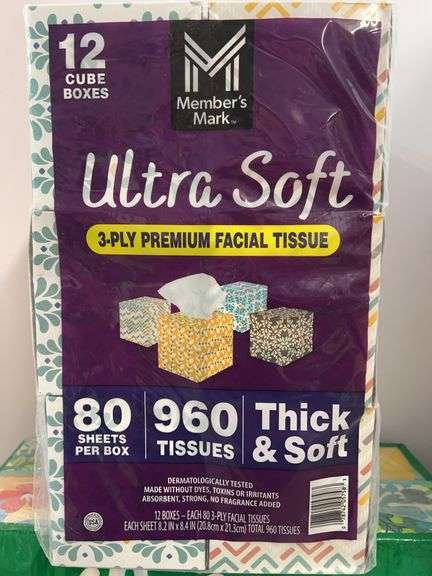 12
CUBE
BOXES
Member's
Mark™
Ultra Soft
3-PLY PREMIUM FACIAL TISSUE
80
SHEETS
PER BOX
960
TISSUES
Thick
& Soft
DERMATOLOGICALLY TESTED
MADE WITHOUT DYES, TOXINS OR IRRITANTS
ABSORBENT, STRONG, NO FRAGRANCE ADDED
12 BOXES – EACH 80 3-PLY FACIAL TISSUES
EACH SHEET 8.2 IN x 8.4 IN (20.8cm x 21.3cm) TOTAL 960 TISSUES